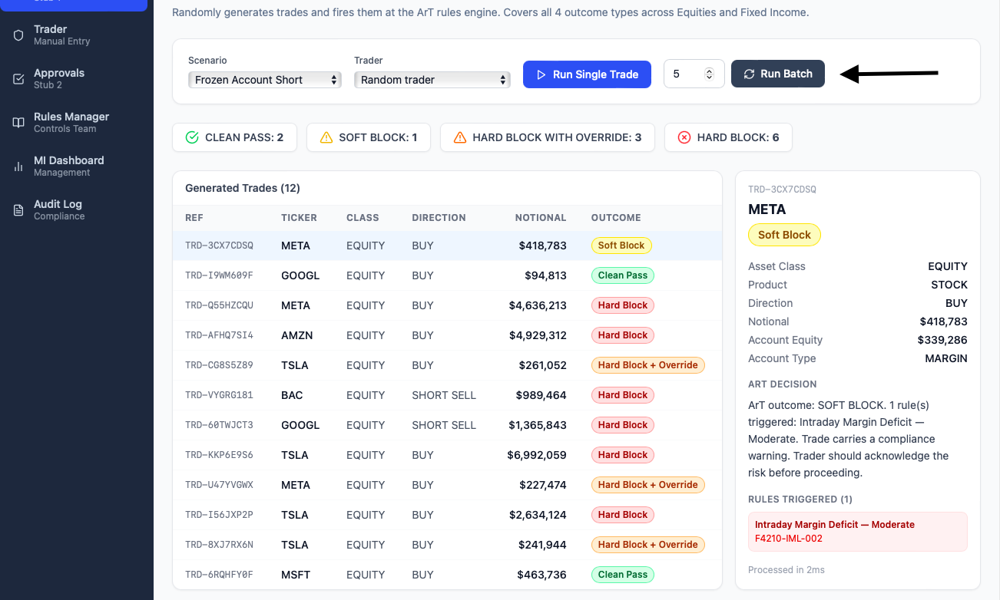 Trader
Manual Entry
Approvals
Stub 2
Rules Manager
Controls Team
MI Dashboard
Management
Audit Log
Compliance
Randomly generates trades and fires them at the ArT rules engine. Covers all 4 outcome types across Equities and Fixed Income.
Scenario
Frozen Account Short
Trader
Random trader
Run Single Trade
5
Run Batch
CLEAN PASS: 2
SOFT BLOCK: 1
HARD BLOCK WITH OVERRIDE: 3
HARD BLOCK: 6
Generated Trades (12)
REF TICKER CLASS DIRECTION NOTIONAL OUTCOME
TRD-3CX7CDSQ META EQUITY BUY $418,783 Soft Block
TRD-I9WM609F GOOGL EQUITY BUY $94,813 Clean Pass
TRD-Q55HZCQU META EQUITY BUY $4,636,213 Hard Block
TRD-AFHQ7SI4 AMZN EQUITY BUY $4,929,312 Hard Block
TRD-CG8S5Z89 TSLA EQUITY BUY $261,052 Hard Block + Override
TRD-VYGRG181 BAC EQUITY SHORT SELL $989,464 Hard Block
TRD-60TWJCT3 GOOGL EQUITY SHORT SELL $1,365,843 Hard Block
TRD-KKP6E9S6 TSLA EQUITY BUY $6,992,059 Hard Block
TRD-U47YVGWX META EQUITY BUY $227,474 Hard Block + Override
TRD-I56JXP2P TSLA EQUITY BUY $2,634,124 Hard Block
TRD-8XJ7RX6N TSLA EQUITY BUY $241,944 Hard Block + Override
TRD-6RQHFY0F MSFT EQUITY BUY $463,736 Clean Pass
TRD-3CX7CDSQ
META
Soft Block
Asset Class EQUITY
Product STOCK
Direction BUY
Notional $418,783
Account Equity $339,286
Account Type MARGIN
ART DECISION
ArT outcome: SOFT BLOCK. 1 rule(s)
triggered: Intraday Margin Deficit —
Moderate. Trade carries a compliance
warning. Trader should acknowledge the
risk before proceeding.
RULES TRIGGERED (1)
Intraday Margin Deficit — Moderate
F4210-IML-002
Processed in 2ms